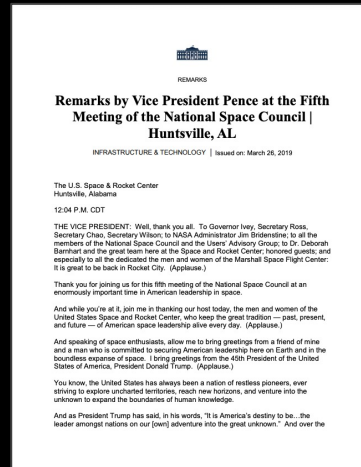 REMARKS
Remarks by Vice President Pence at the Fifth
Meeting of the National Space Council |
Huntsville, AL
INFRASTRUCTURE & TECHNOLOGY | Issued on: March 26, 2019
The U.S. Space & Rocket Center
Huntsville, Alabama
12:04 P.M. CDT
THE VICE PRESIDENT: Well, thank you all. To Governor Ivey, Secretary Ross,
Secretary Chao, Secretary Wilson; to NASA Administrator Jim Bridenstine; to all the
members of the National Space Council and the Users' Advisory Group; to Dr. Deborah
Barnhart and the great team here at the Space and Rocket Center; honored guests; and
especially to all the dedicated the men and women of the Marshall Space Flight Center:
It is great to be back in Rocket City. (Applause.)
Thank you for joining us for this fifth meeting of the National Space Council at an
enormously important time in American leadership in space.
And while you're at it, join me in thanking our host today, the men and women of the
United States Space and Rocket Center, who keep the great tradition — past, present,
and future — of American space leadership alive every day. (Applause.)
And speaking of space enthusiasts, allow me to bring greetings from a friend of mine
and a man who is committed to securing American leadership here on Earth and in the
boundless expanse of space. I bring greetings from the 45th President of the United
States of America, President Donald Trump. (Applause.)
You know, the United States has always been a nation of restless pioneers, ever
striving to explore uncharted territories, reach new horizons, and venture into the
unknown to expand the boundaries of human knowledge.
And as President Trump has said, in his words, "It is America's destiny to be…the
leader amongst nations on our [own] adventure into the great unknown." And over the